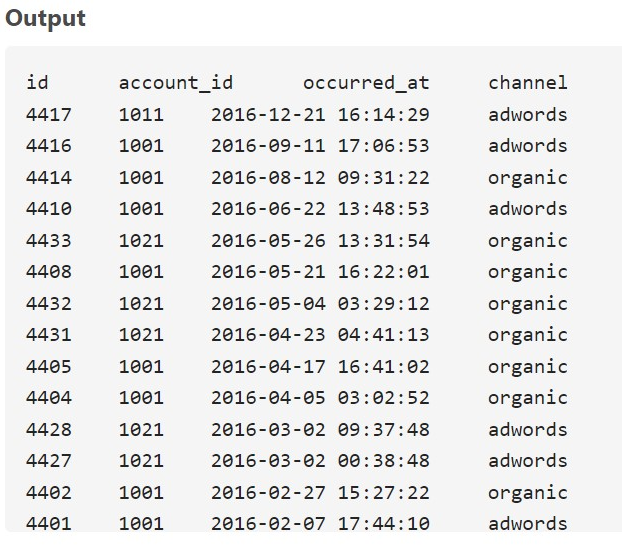 Output
id account_id occurred_at channel
4417 1011 2016-12-21 16:14:29 adwords
4416 1001 2016-09-11 17:06:53 adwords
4414 1001 2016-08-12 09:31:22 organic
4410 1001 2016-06-22 13:48:53 adwords
4433 1021 2016-05-26 13:31:54 organic
4408 1001 2016-05-21 16:22:01 organic
4432 1021 2016-05-04 03:29:12 organic
4431 1021 2016-04-23 04:41:13 organic
4405 1001 2016-04-17 16:41:02 organic
4404 1001 2016-04-05 03:02:52 organic
4428 1021 2016-03-02 09:37:48 adwords
4427 1021 2016-03-02 00:38:48 adwords
4402 1001 2016-02-27 15:27:22 organic
4401 1001 2016-02-07 17:44:10 adwords